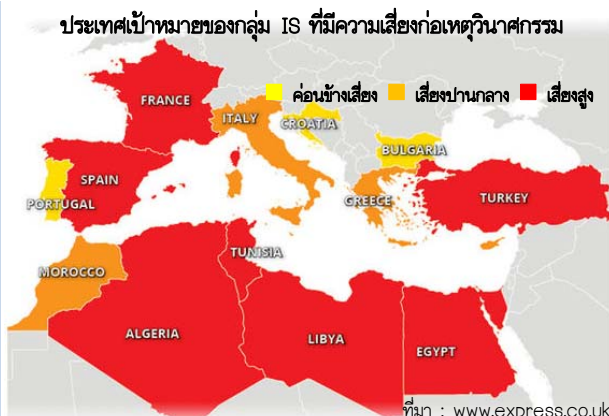 ประเทศเป้าหมายของกลุ่ม IS ที่มีความเสี่ยงก่อเหตุวินาศกรรม
ค่อนข้างเสี่ยง เสี่ยงปานกลาง เสี่ยงสูง
FRANCE
ITALY
CROATIA
BULGARIA
SPAIN
PORTUGAL
GREECE
TURKEY
TUNISIA
MOROCCO
ALGERIA
LIBYA
EGYPT
ที่มา : www.express.co.uk